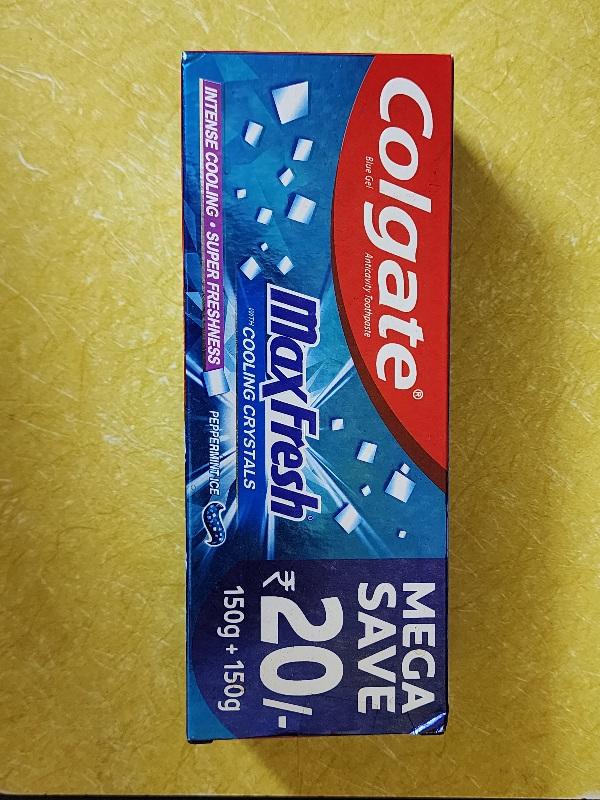 Colgate®
Blue Gel Anticavity Toothpaste
MaxFresh
WITH COOLING CRYSTALS
INTENSE COOLING • SUPER FRESHNESS
PEPPERMINT ICE
MEGA
SAVE
₹20/-
150g + 150g